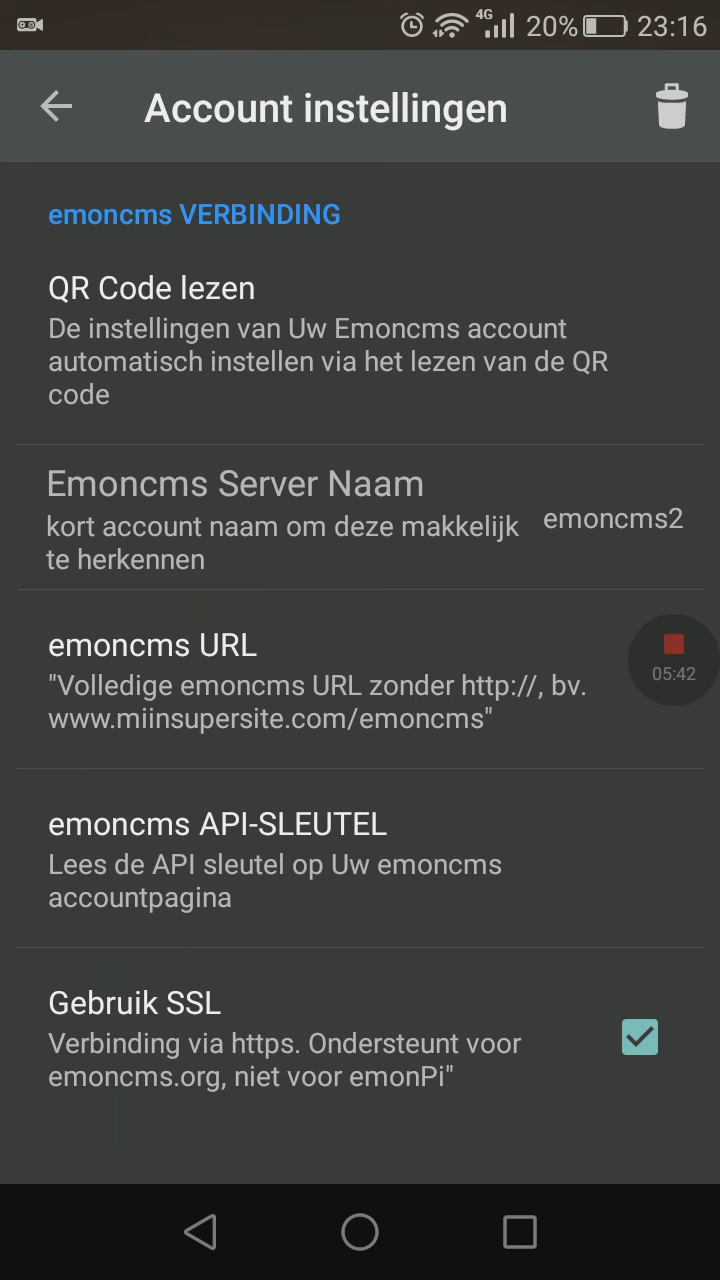 4G
20%
23:16
Account instellingen
emoncms VERBINDING
QR Code lezen
De instellingen van Uw Emoncms account
automatisch instellen via het lezen van de QR
code
Emoncms Server Naam
kort account naam om deze makkelijk
te herkennen
emoncms2
emoncms URL
"Volledige emoncms URL zonder http://, bv.
www.miinsupersite.com/emoncms"
05:42
emoncms API-SLEUTEL
Lees de API sleutel op Uw emoncms
accountpagina
Gebruik SSL
Verbinding via https. Ondersteunt voor
emoncms.org, niet voor emonPi"